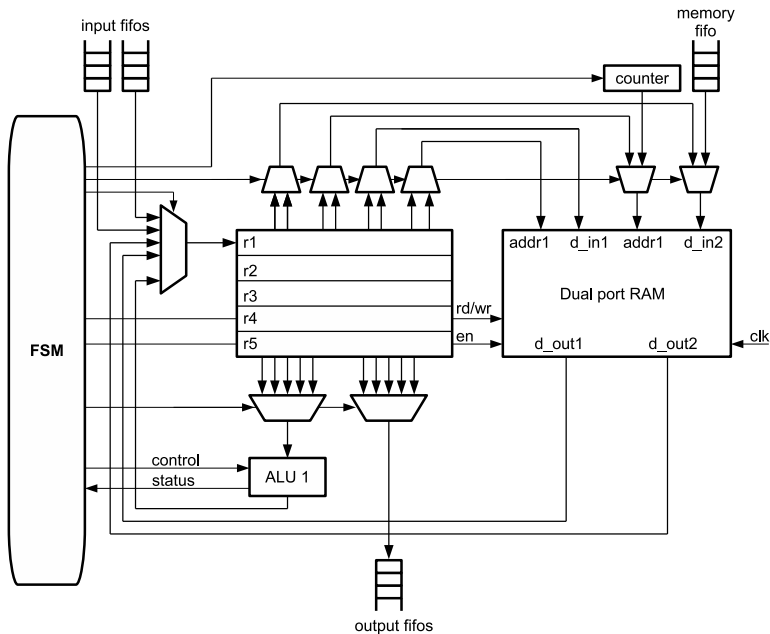 input fifos
memory
fifo
counter
addr1 d_in1 addr1 d_in2
r1
r2
r3
r4
r5
rd/wr
en
Dual port RAM
d_out1 d_out2
clk
FSM
control
status
ALU 1
output fifos